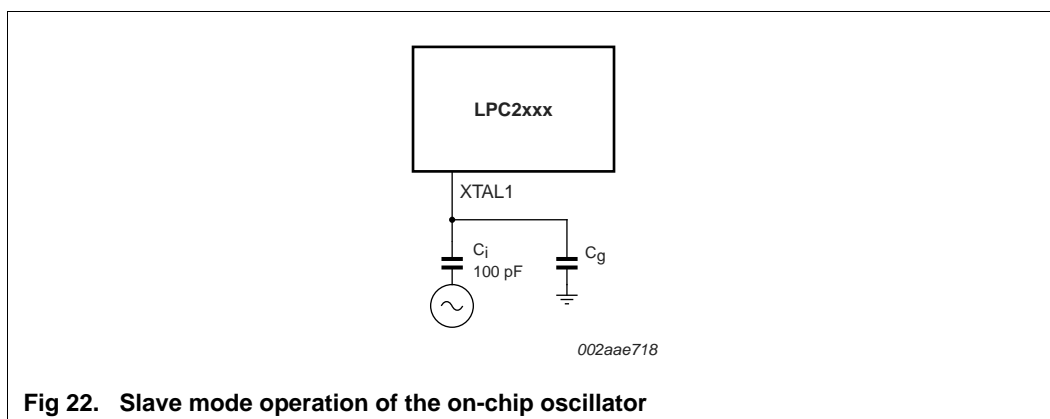 LPC2xxx
XTAL1
Ci
100 pF
Cg
002aae718
Fig 22. Slave mode operation of the on-chip oscillator